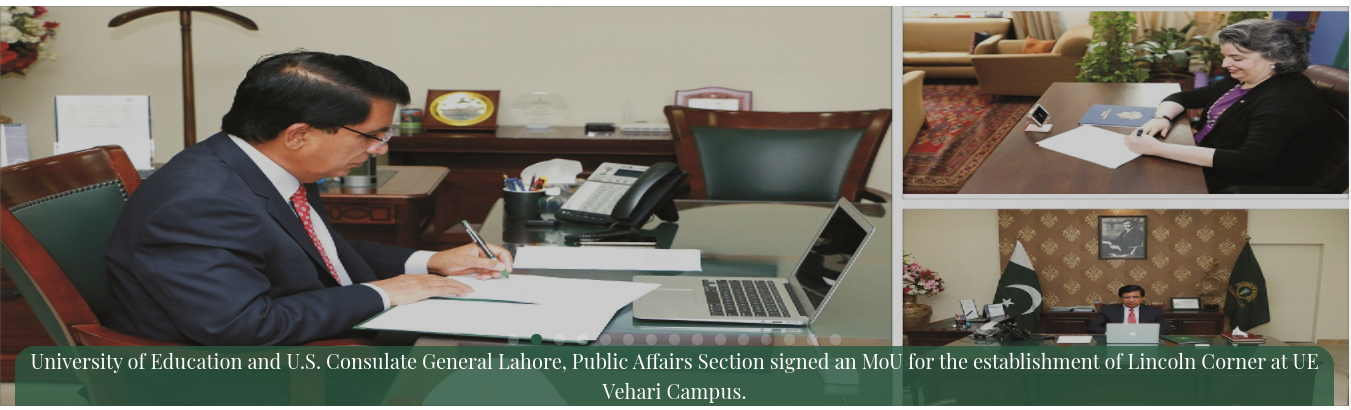 University of Education and U.S. Consulate General Lahore, Public Affairs Section signed an MoU for the establishment of Lincoln Corner at UE
Vehari Campus.